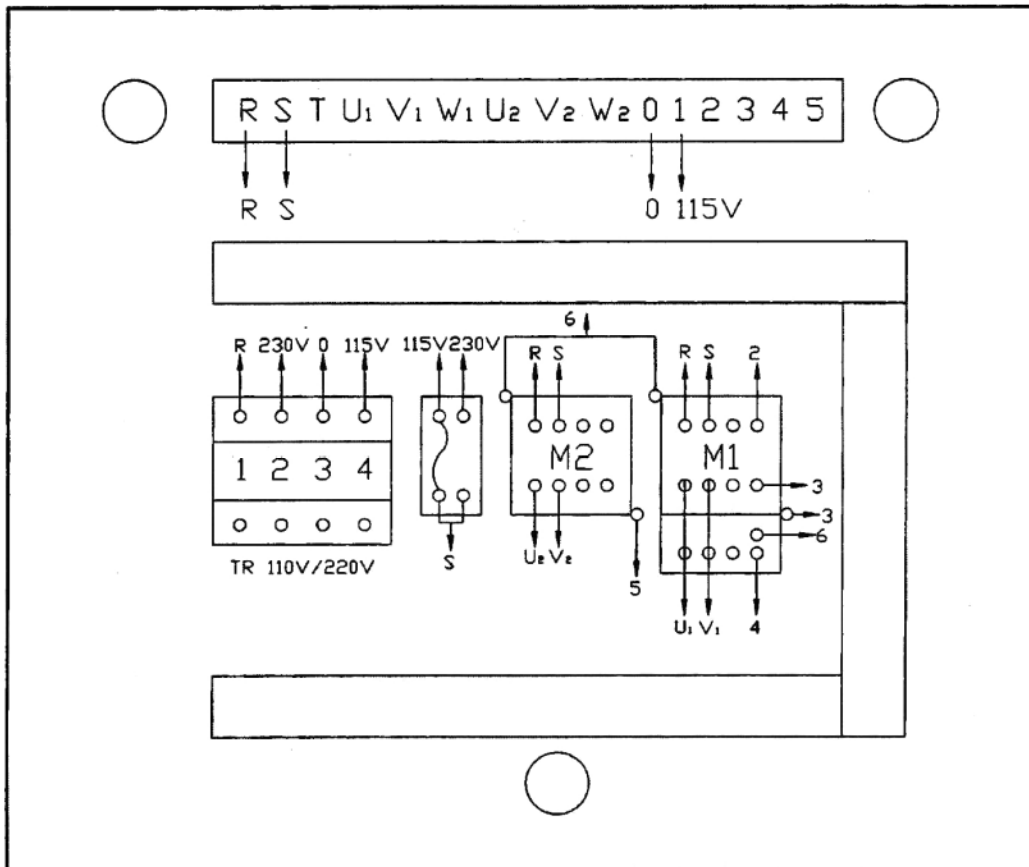 R S T U1 V1 W1 U2 V2 W2 0 1 2 3 4 5
R S 0 115V
6
R 230V 0 115V 115V 230V R S R S 2
1 2 3 4 M2 M1
3
3
6
TR 110V/220V S U2 V2 5
U1 V1 4